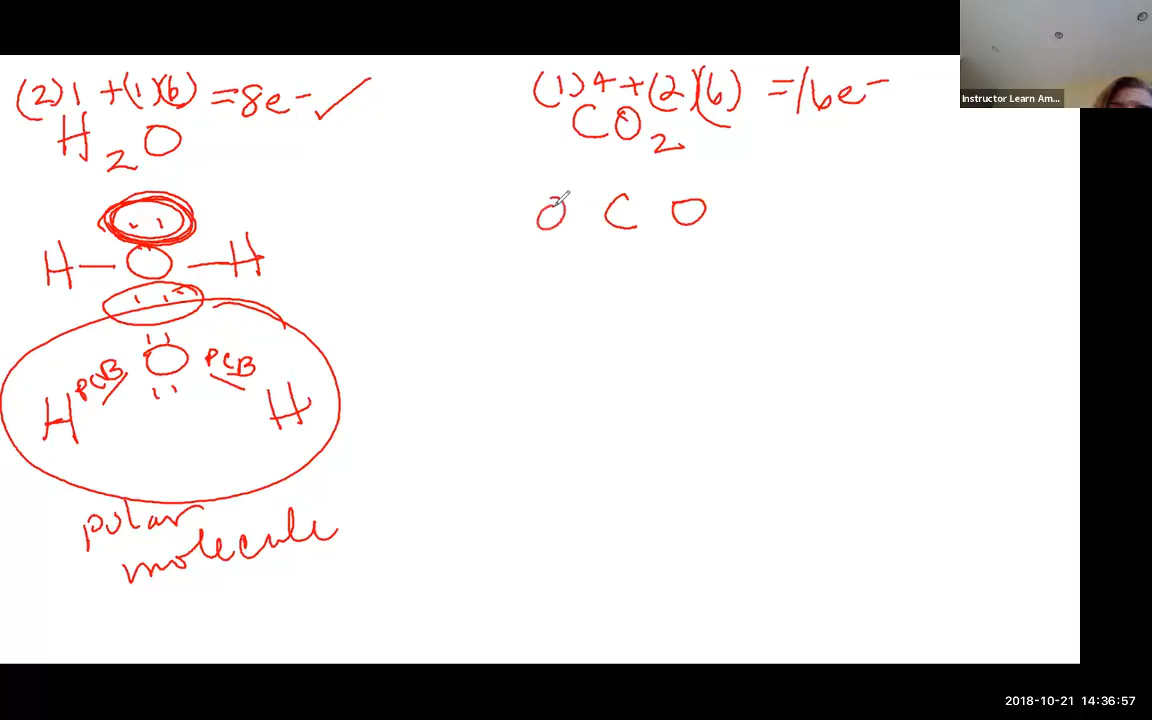 (2)1 + (1)(6) = 8e- ✓
H2O
H — O — H
O
PCB PCB
H H
polar
molecule
(1)4 + (2)(6) = 16e-
CO2
O C O
Instructor Learn Am...
2018-10-21 14:36:57